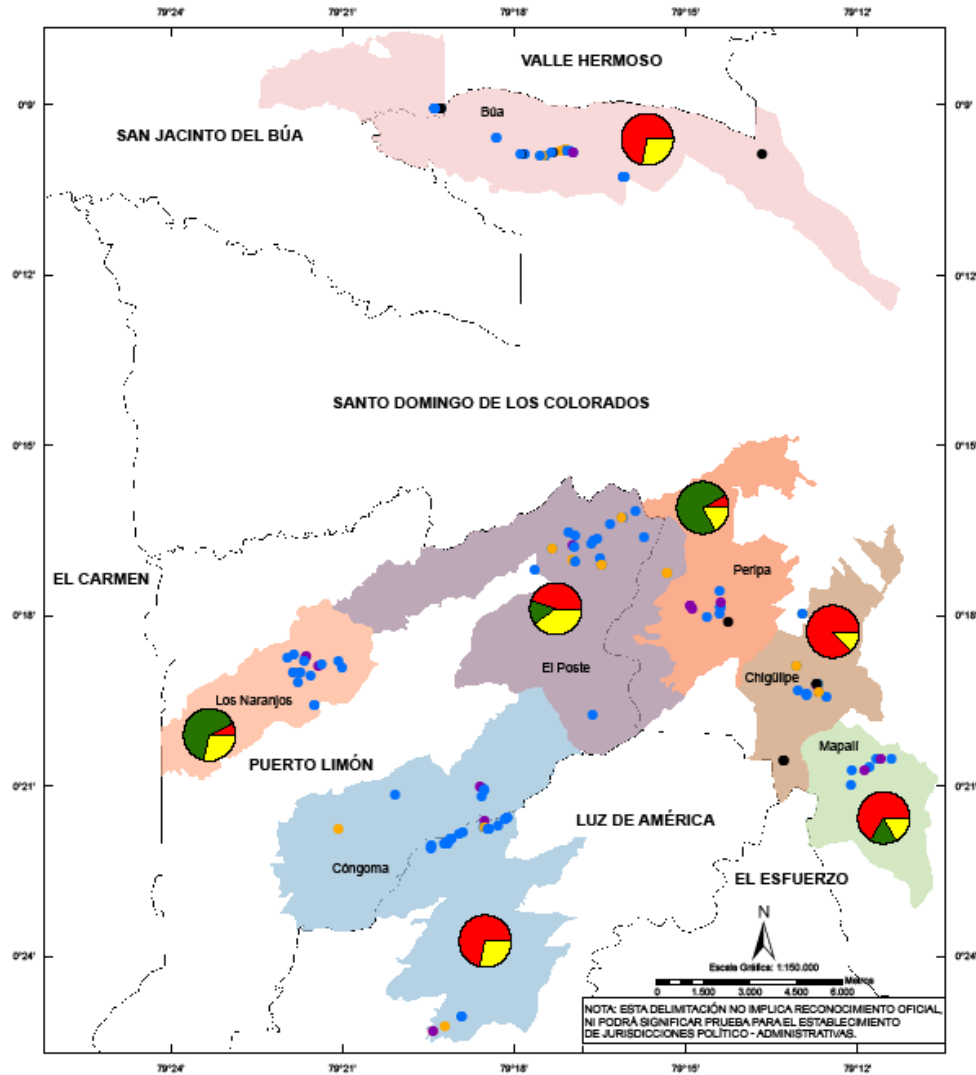 79°24' 79°21' 79°18' 79°15' 79°12'
VALLE HERMOSO
0°9' 0°9'
Búa
SAN JACINTO DEL BÚA
0°12' 0°12'
SANTO DOMINGO DE LOS COLORADOS
0°15' 0°15'
EL CARMEN
Peripa
0°18' 0°18'
El Poste
Chigüilpe
Los Naranjos
Mapalí
PUERTO LIMÓN
0°21' 0°21'
LUZ DE AMÉRICA
Cóngoma
EL ESFUERZO
N
0°24' 0°24'
Escala Gráfica: 1:150.000
Metros
0 1.500 3.000 4.500 6.000
NOTA: ESTA DELIMITACIÓN NO IMPLICA RECONOCIMIENTO OFICIAL,
NI PODRÁ SIGNIFICAR PRUEBA PARA EL ESTABLECIMIENTO
DE JURISDICCIONES POLÍTICO - ADMINISTRATIVAS.
79°24' 79°21' 79°18' 79°15' 79°12'